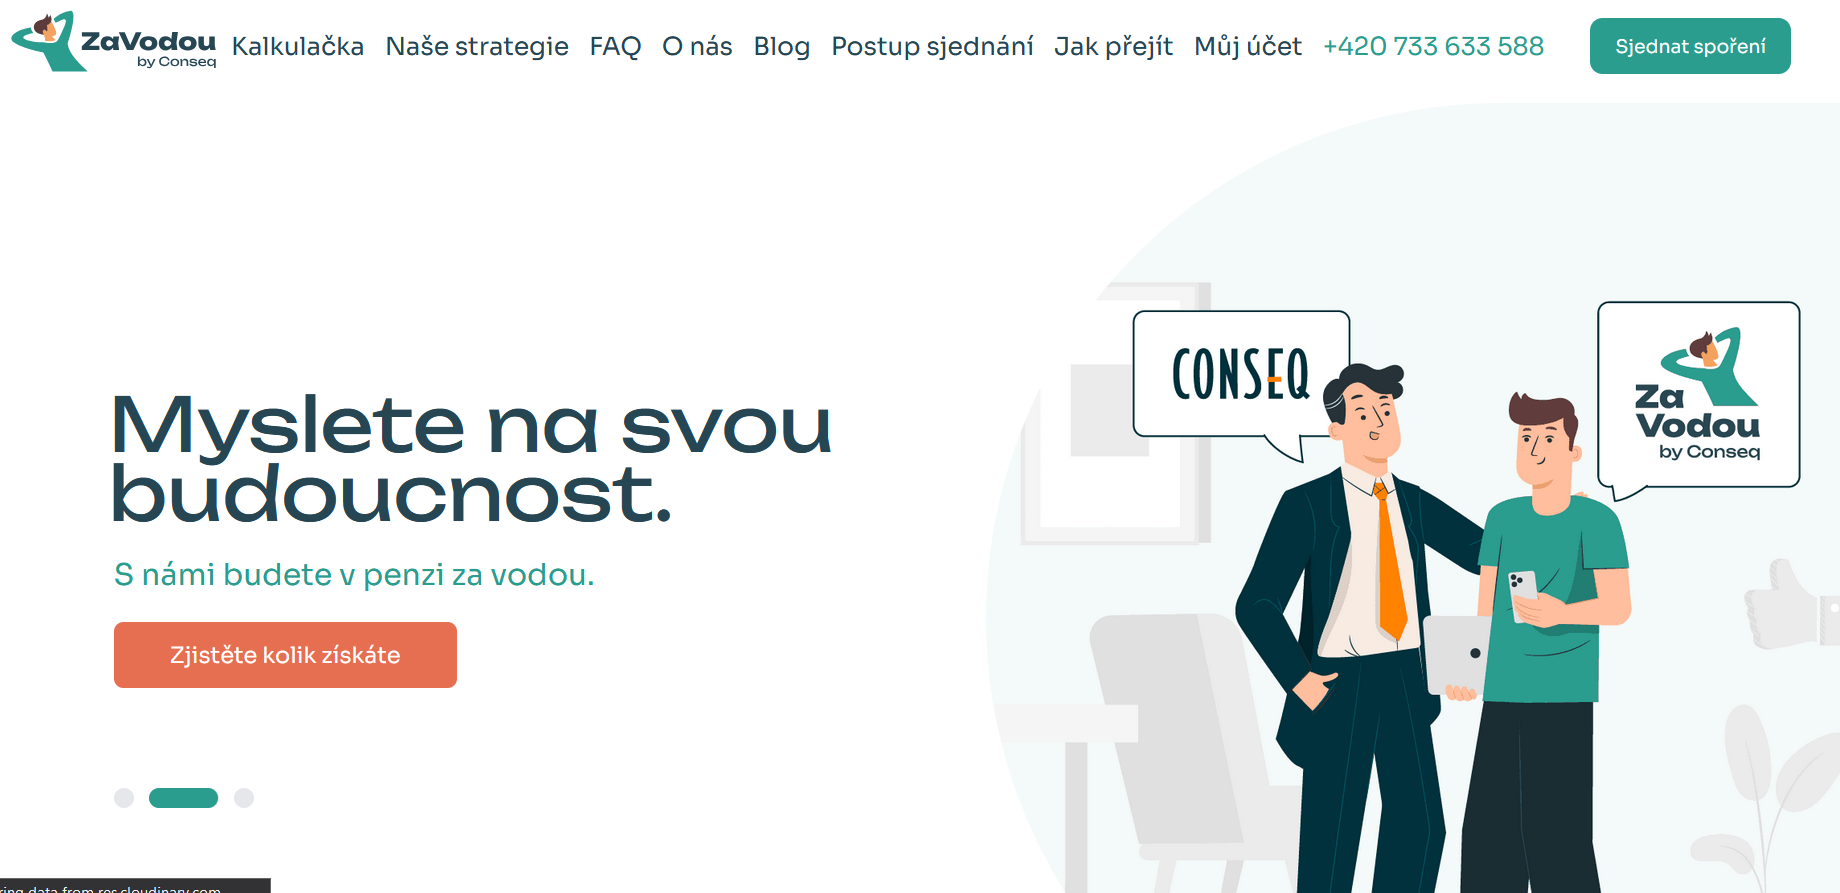 ZaVodou
by Conseq
Kalkulačka
Naše strategie
FAQ
O nás
Blog
Postup sjednání
Jak přejít
Můj účet
+420 733 633 588
Sjednat spoření
CONSEQ
Za
Vodou
by Conseq
Myslete na svou
budoucnost.
S námi budete v penzi za vodou.
Zjistěte kolik získáte
data from res.cloudinary.com